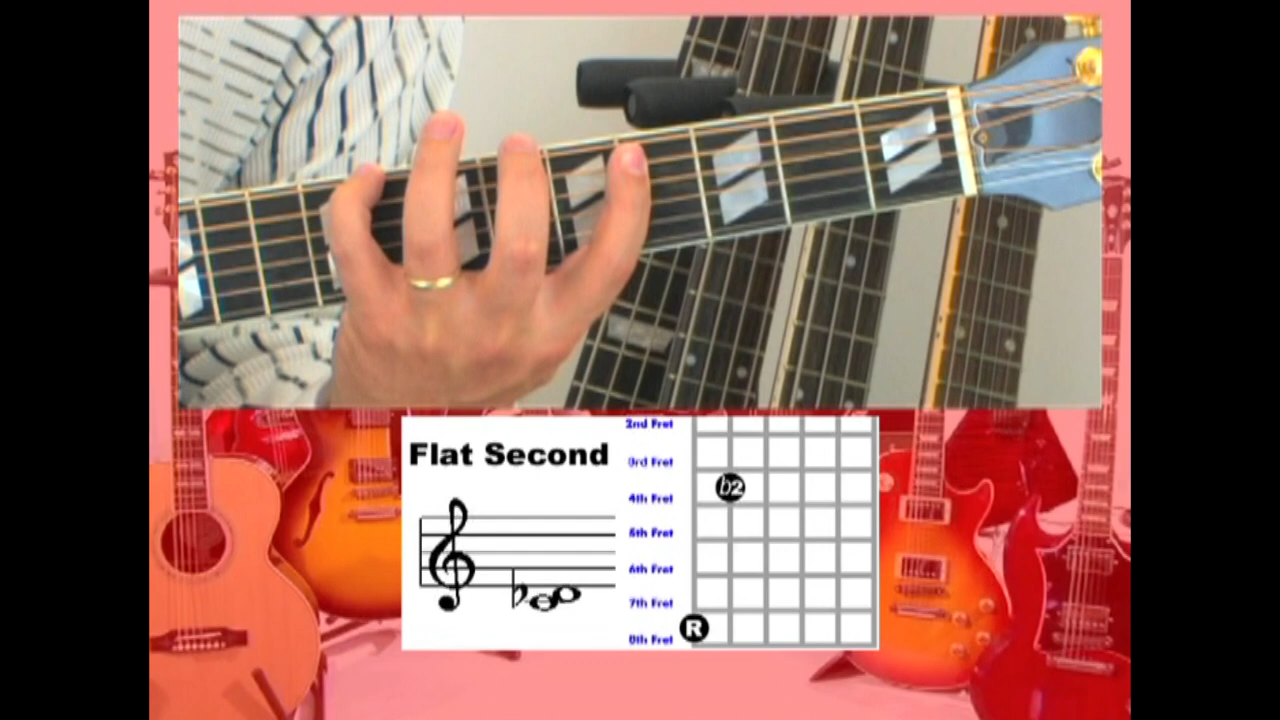 Flat Second
2nd Fret
3rd Fret
b2
4th Fret
5th Fret
6th Fret
7th Fret
R
8th Fret